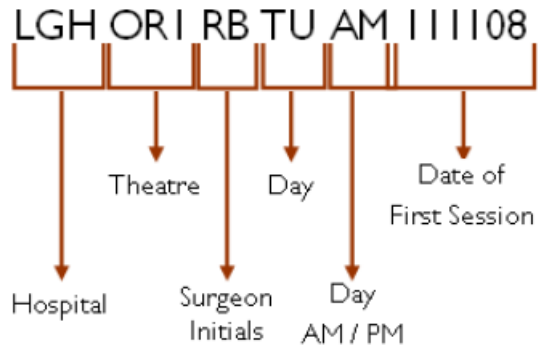 LGH OR1 RB TU AM 111108
Theatre
Day
Date of
First Session
Hospital
Surgeon
Initials
Day
AM / PM